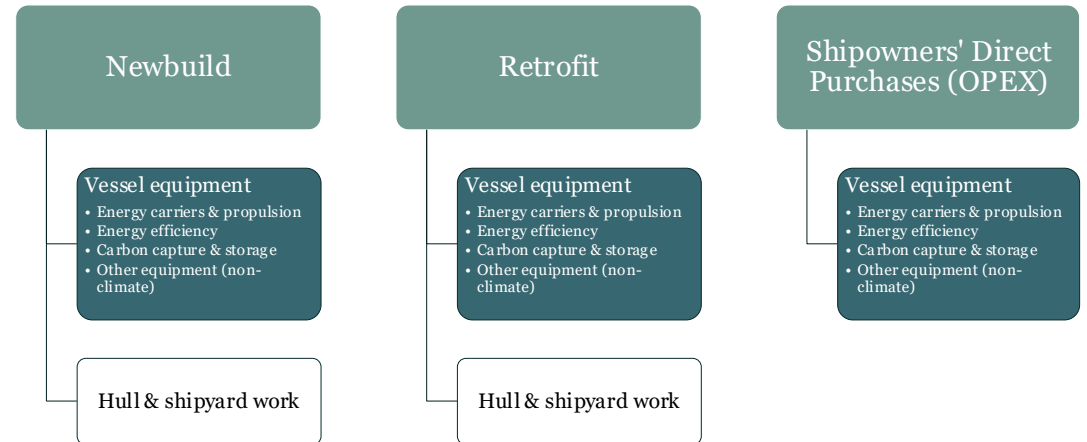 Newbuild
Vessel equipment
• Energy carriers & propulsion
• Energy efficiency
• Carbon capture & storage
• Other equipment (non-
climate)
Hull & shipyard work
Retrofit
Vessel equipment
• Energy carriers & propulsion
• Energy efficiency
• Carbon capture & storage
• Other equipment (non-
climate)
Hull & shipyard work
Shipowners' Direct
Purchases (OPEX)
Vessel equipment
• Energy carriers & propulsion
• Energy efficiency
• Carbon capture & storage
• Other equipment (non-
climate)